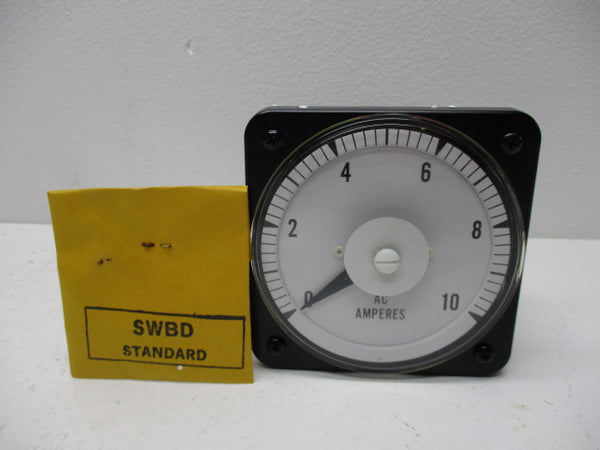 4 6
2 8
0 10
AC
AMPERES
SWBD
STANDARD